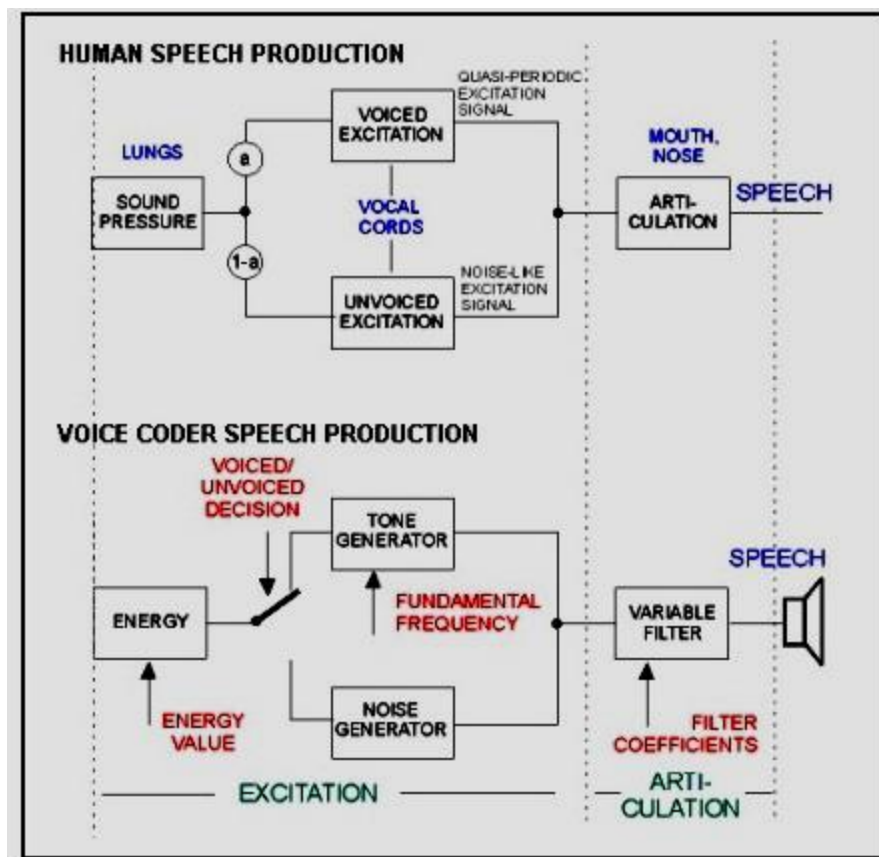 HUMAN SPEECH PRODUCTION
QUASI-PERIODIC
EXCITATION
SIGNAL
VOICED
EXCITATION
LUNGS
a
MOUTH,
NOSE
SOUND
PRESSURE
VOCAL
CORDS
ARTI-
CULATION
SPEECH
1-a
NOISE-LIKE
EXCITATION
SIGNAL
UNVOICED
EXCITATION
VOICE CODER SPEECH PRODUCTION
VOICED/
UNVOICED
DECISION
TONE
GENERATOR
SPEECH
ENERGY
FUNDAMENTAL
FREQUENCY
VARIABLE
FILTER
ENERGY
VALUE
NOISE
GENERATOR
FILTER
COEFFICIENTS
EXCITATION
ARTI-
CULATION